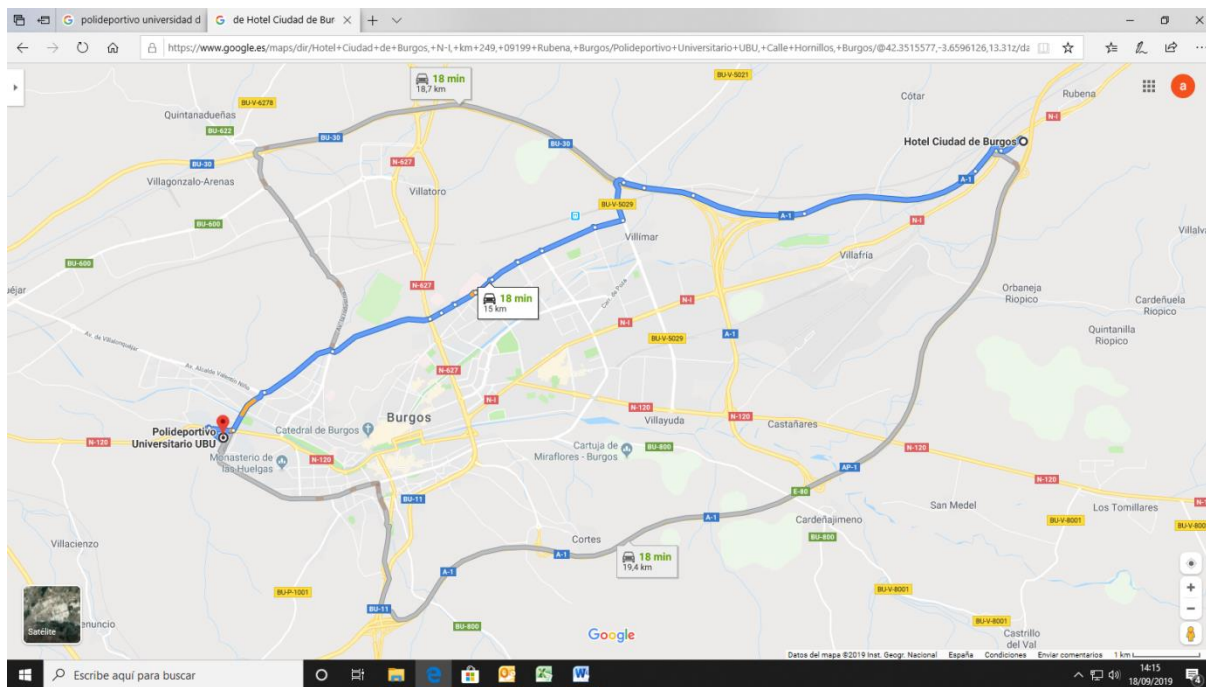 polideportivo universidad d
de Hotel Ciudad de Bur
https://www.google.es/maps/dir/Hotel+Ciudad+de+Burgos,+N-I,+km+249,+09199+Rubena,+Burgos/Polideportivo+Universitario+UBU,+Calle+Hornillos,+Burgos/@42.3515577,-3.6596126,13.31z/da
a
18 min
18,7 km
BU-V-5021
Cótar
Rubena
BU-V-6278
Quintanadueñas
BU-622
N-I
BU-30
BU-30
Hotel Ciudad de Burgos
N-627
BU-30
Villagonzalo-Arenas
A-1
Villatoro
BU-V-5029
A-1
BU-600
N-I
Villímar
Villalv
Villafría
BU-600
N-627
18 min
15 km
Orbaneja
Riopico
Cardeñuela
Riopico
N-I
N-I
Quintanilla
Riopico
BU-V-5029
A-1
N-627
N-I
Burgos
N-120
N-120
Villayuda
Castañares
Polideportivo
Universitario UBU
N-120
Catedral de Burgos
N-120
Monasterio de
las Huelgas
Cartuja de
Miraflores - Burgos
BU-800
N-120
AP-1
BU-11
E-80
San Medel
Los Tomillares
N-1
A-1
Cardeñajimeno
BU-800
BU-V-8001
BU-V-800
Villacienzo
Cortes
A-1
18 min
19,4 km
A-1
BU-P-1001
BU-V-8001
BU-11
BU-V-8001
BU-800
Satélite
enuncio
Google
Castrillo
del Val
Datos del mapa ©2019 Inst. Geogr. Nacional España Condiciones Enviar comentarios 1 km
Escribe aquí para buscar
14:15
18/09/2019
4